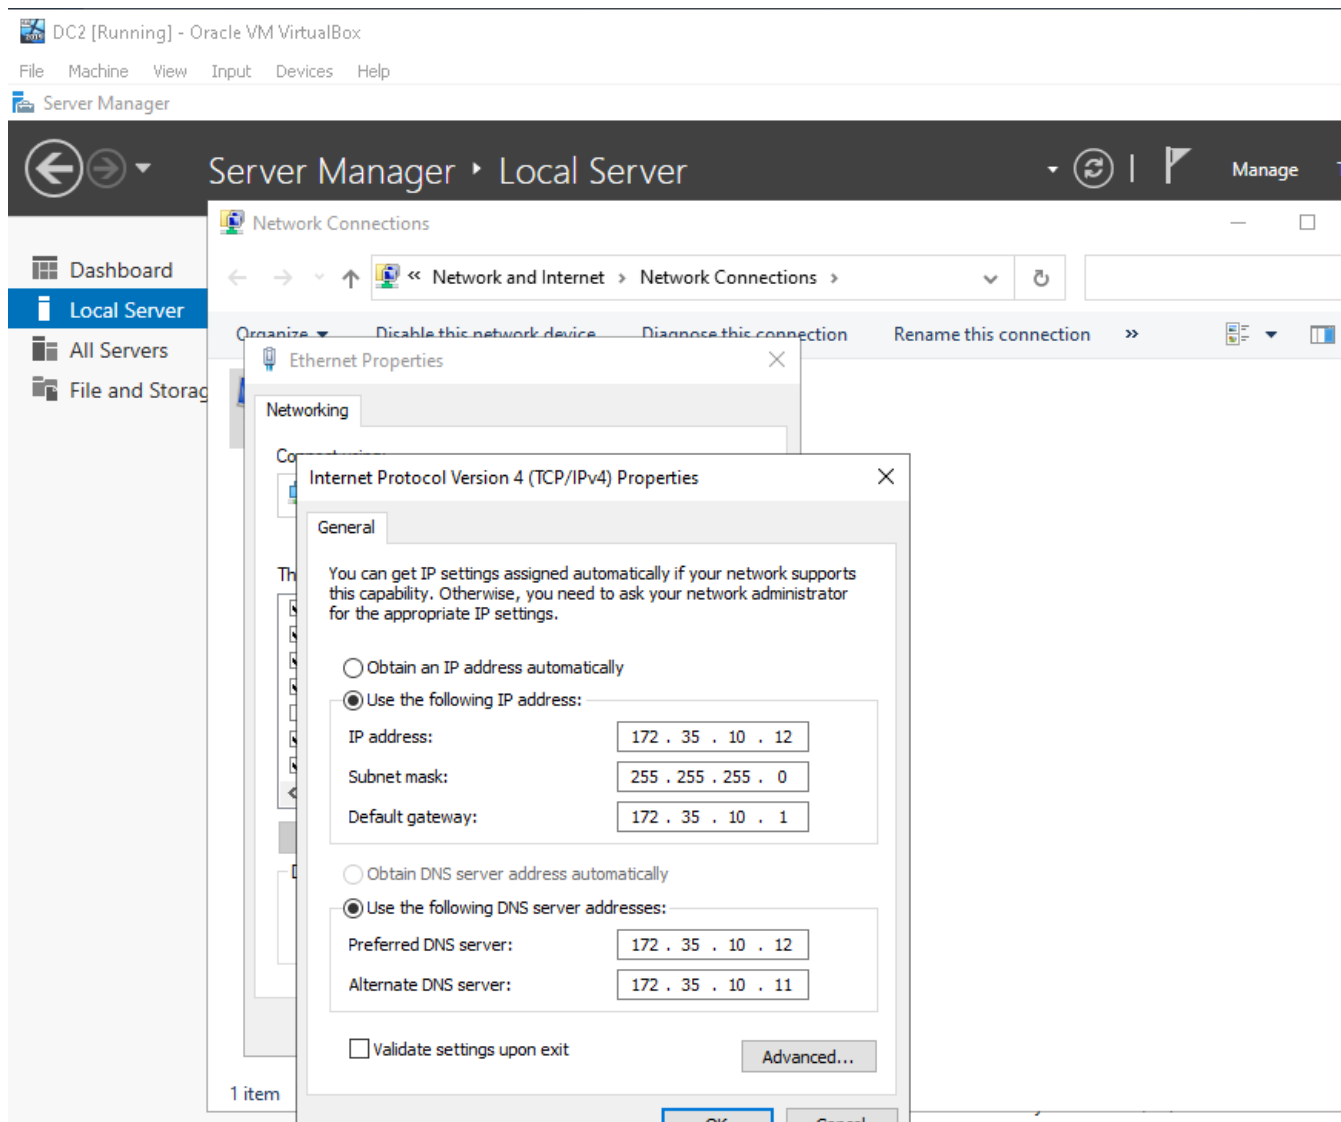 DC2 [Running] - Oracle VM VirtualBox
File Machine View Input Devices Help
Server Manager
Server Manager ‣ Local Server
Manage
Dashboard
Local Server
All Servers
File and Storag
Network Connections
« Network and Internet › Network Connections ›
Organize Disable this network device Diagnose this connection Rename this connection »
Ethernet Properties
Networking
Internet Protocol Version 4 (TCP/IPv4) Properties
General
You can get IP settings assigned automatically if your network supports
this capability. Otherwise, you need to ask your network administrator
for the appropriate IP settings.
Obtain an IP address automatically
Use the following IP address:
IP address: 172 . 35 . 10 . 12
Subnet mask: 255 . 255 . 255 . 0
Default gateway: 172 . 35 . 10 . 1
Obtain DNS server address automatically
Use the following DNS server addresses:
Preferred DNS server: 172 . 35 . 10 . 12
Alternate DNS server: 172 . 35 . 10 . 11
Validate settings upon exit
Advanced...
1 item
OK Cancel